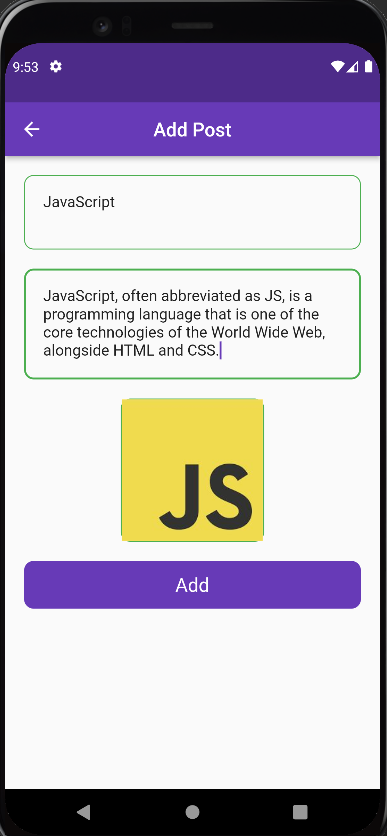 9:53
Add Post
JavaScript
JavaScript, often abbreviated as JS, is a
programming language that is one of the
core technologies of the World Wide Web,
alongside HTML and CSS.
JS
Add